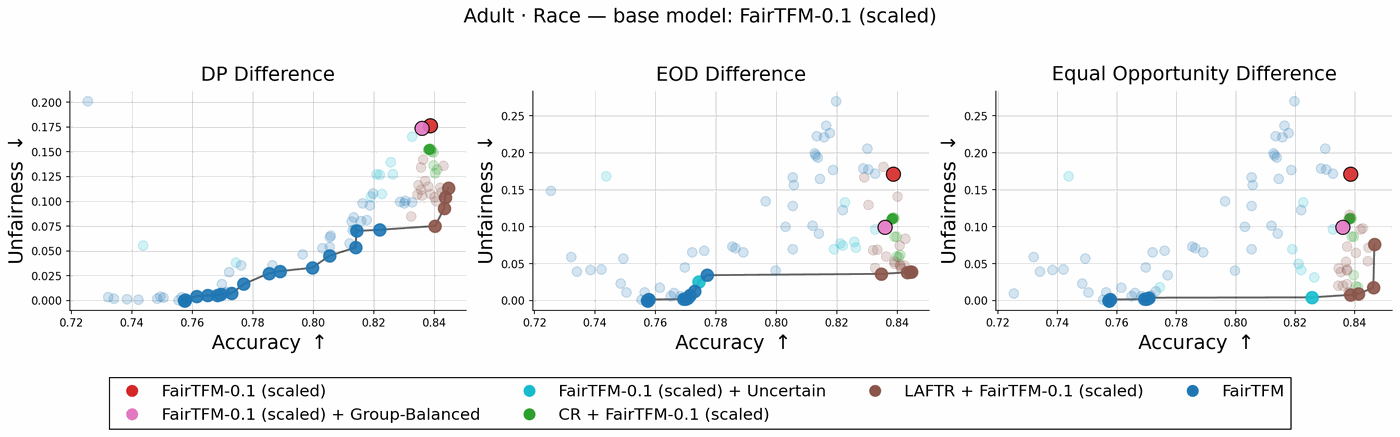 Adult · Race — base model: FairTFM-0.1 (scaled)
DP Difference
EOD Difference
Equal Opportunity Difference
Unfairness ↓
0.200
0.175
0.150
0.125
0.100
0.075
0.050
0.025
0.000
0.72 0.74 0.76 0.78 0.80 0.82 0.84
Accuracy ↑
Unfairness ↓
0.25
0.20
0.15
0.10
0.05
0.00
0.72 0.74 0.76 0.78 0.80 0.82 0.84
Accuracy ↑
Unfairness ↓
0.25
0.20
0.15
0.10
0.05
0.00
0.72 0.74 0.76 0.78 0.80 0.82 0.84
Accuracy ↑
FairTFM-0.1 (scaled)
FairTFM-0.1 (scaled) + Group-Balanced
FairTFM-0.1 (scaled) + Uncertain
CR + FairTFM-0.1 (scaled)
LAFTR + FairTFM-0.1 (scaled)
FairTFM